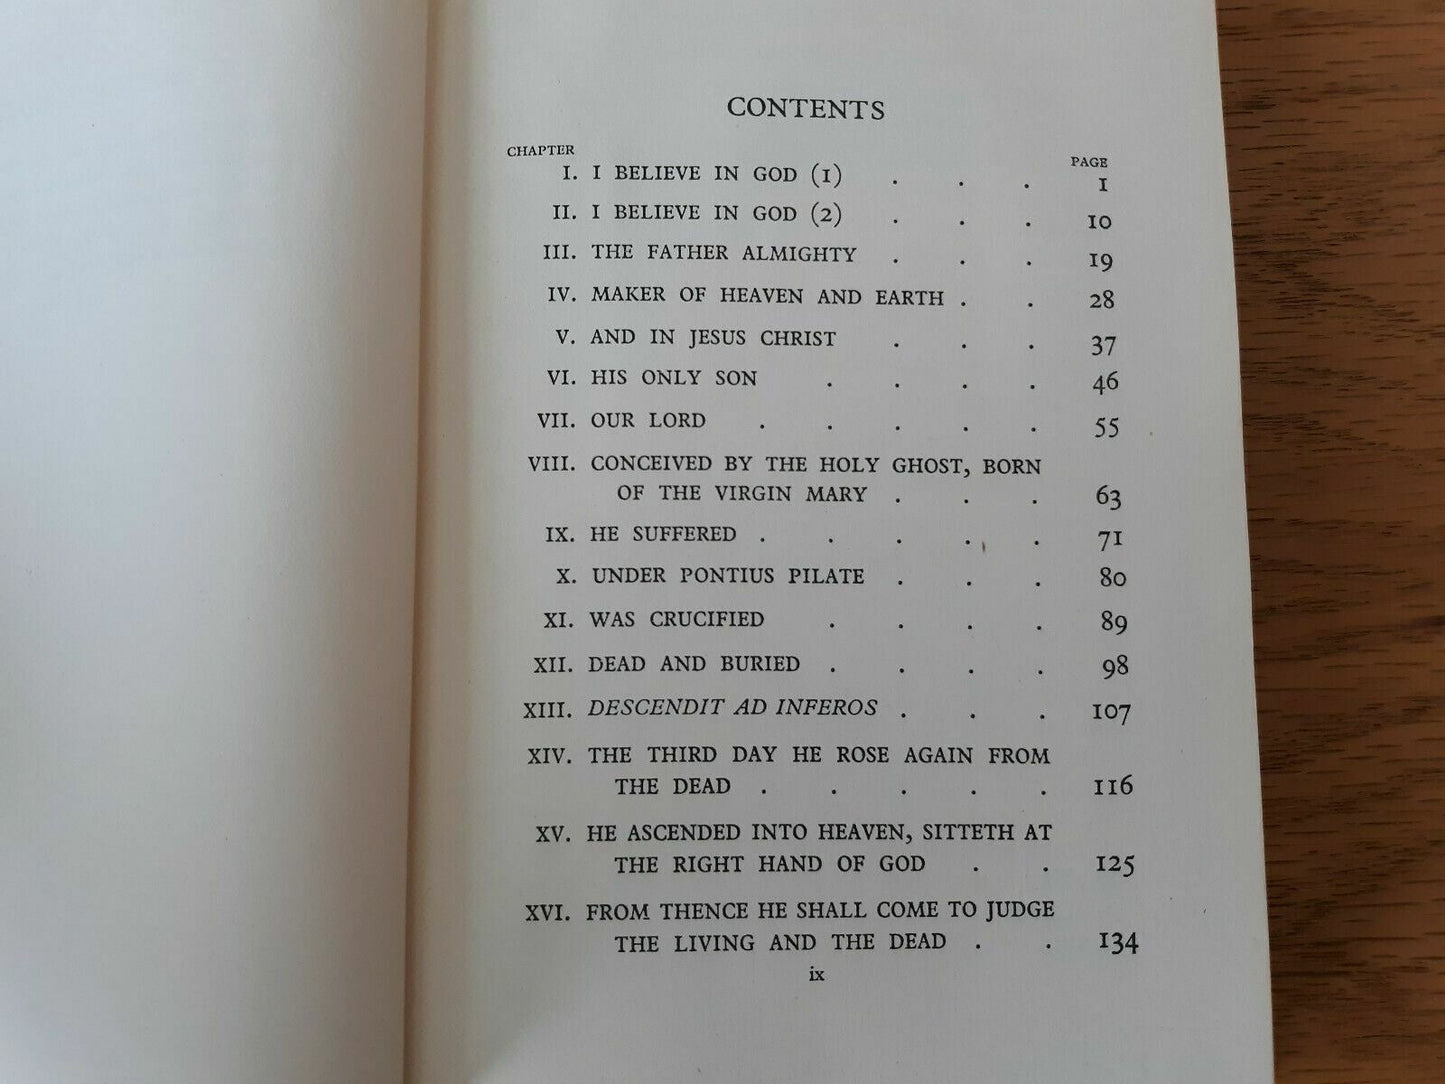 CONTENTS
CHAPTER PAGE
I. I BELIEVE IN GOD (1) . . . 1
II. I BELIEVE IN GOD (2) . . . 10
III. THE FATHER ALMIGHTY . . . 19
IV. MAKER OF HEAVEN AND EARTH . . 28
V. AND IN JESUS CHRIST . . . 37
VI. HIS ONLY SON . . . . 46
VII. OUR LORD . . . . . 55
VIII. CONCEIVED BY THE HOLY GHOST, BORN
OF THE VIRGIN MARY . . . 63
IX. HE SUFFERED . . . . . 71
X. UNDER PONTIUS PILATE . . . 80
XI. WAS CRUCIFIED . . . . 89
XII. DEAD AND BURIED . . . . 98
XIII. DESCENDIT AD INFEROS . . . 107
XIV. THE THIRD DAY HE ROSE AGAIN FROM
THE DEAD . . . . . 116
XV. HE ASCENDED INTO HEAVEN, SITTETH AT
THE RIGHT HAND OF GOD . . 125
XVI. FROM THENCE HE SHALL COME TO JUDGE
THE LIVING AND THE DEAD . . 134
ix